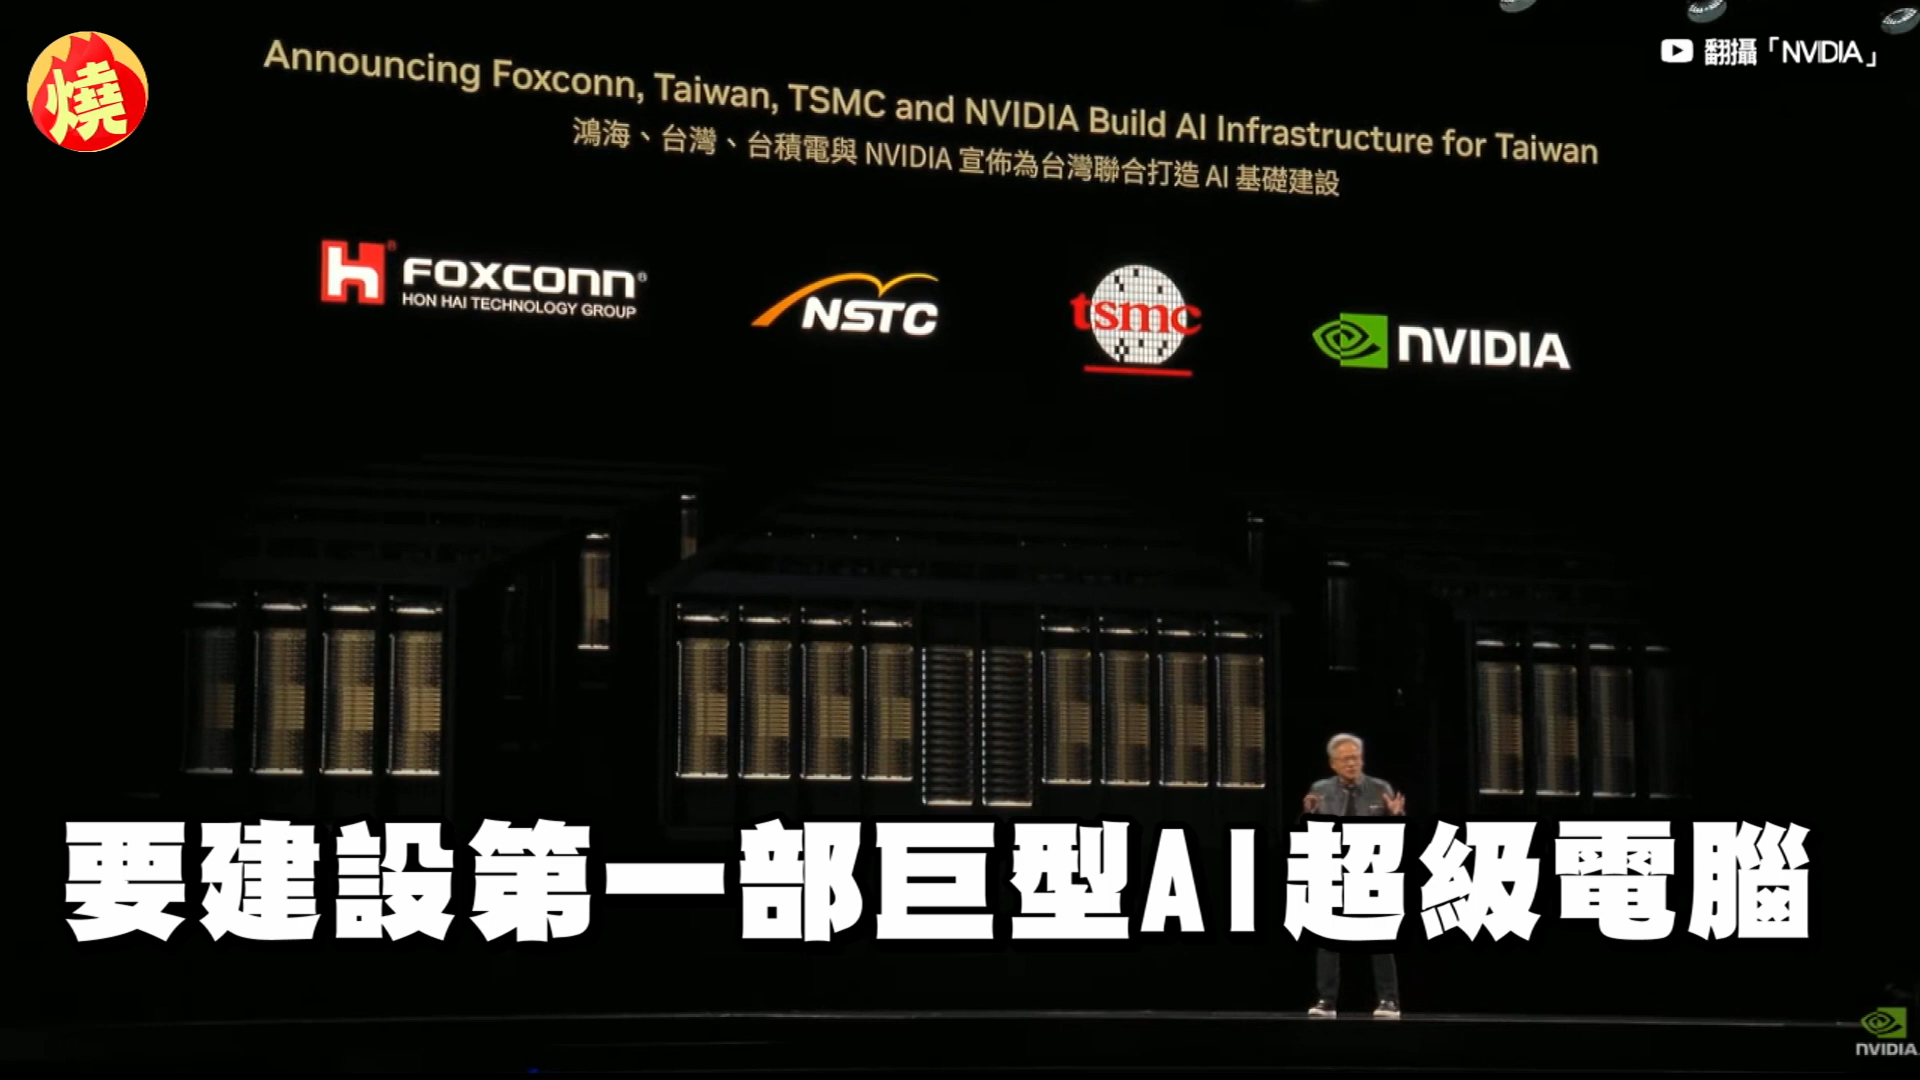 燒
翻攝「NVIDIA」
Announcing Foxconn, Taiwan, TSMC and NVIDIA Build AI Infrastructure for Taiwan
鴻海、台灣、台積電與 NVIDIA 宣佈為台灣聯合打造 AI 基礎建設
FOXCONN®
HON HAI TECHNOLOGY GROUP
NSTC
tsmc
NVIDIA
要建設第一部巨型AI超級電腦
NVIDIA.